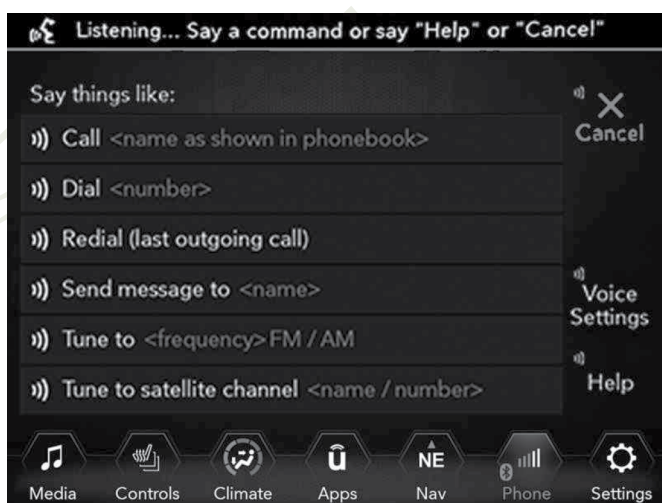 Listening... Say a command or say "Help" or "Cancel"
Say things like:
Call <name as shown in phonebook>
Dial <number>
Redial (last outgoing call)
Send message to <name>
Tune to <frequency> FM / AM
Tune to satellite channel <name / number>
Cancel
Voice
Settings
Help
û
NE
Media Controls Climate Apps Nav Phone Settings